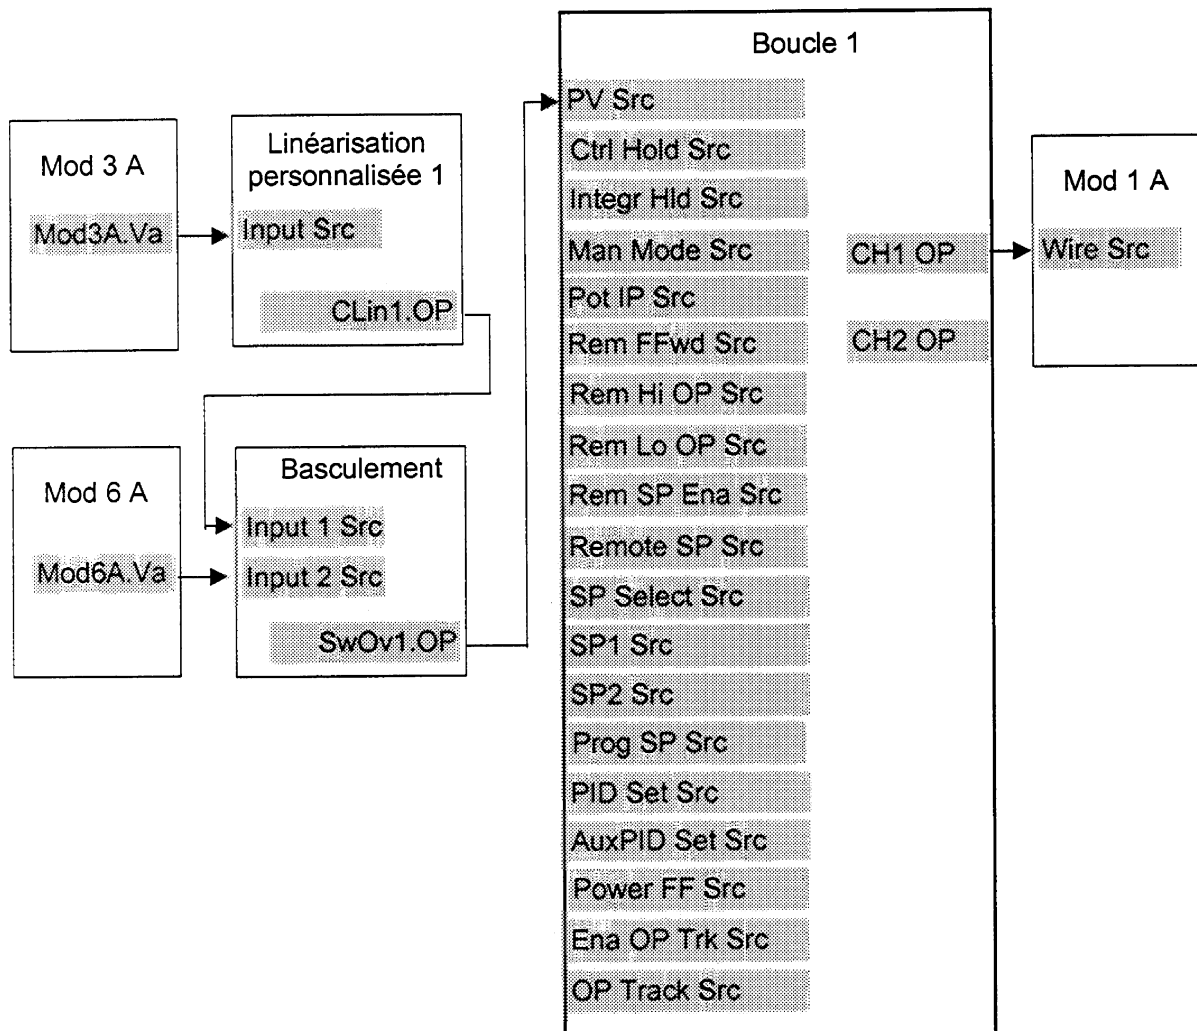 Boucle 1
PV Src
Ctrl Hold Src
Integr Hld Src
Man Mode Src
Pot IP Src
Rem FFwd Src
Rem Hi OP Src
Rem Lo OP Src
Rem SP Ena Src
Remote SP Src
SP Select Src
SP1 Src
SP2 Src
Prog SP Src
PID Set Src
AuxPID Set Src
Power FF Src
Ena OP Trk Src
OP Track Src
CH1 OP
CH2 OP
Mod 3 A
Mod3A.Va
Linéarisation
personnalisée 1
Input Src
CLin1.OP
Mod 6 A
Mod6A.Va
Basculement
Input 1 Src
Input 2 Src
SwOv1.OP
Mod 1 A
Wire Src